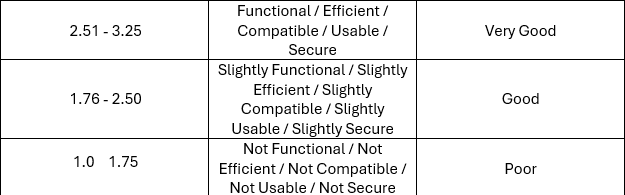 2.51 - 3.25
Functional / Efficient /
Compatible / Usable /
Secure
Very Good
1.76 - 2.50
Slightly Functional / Slightly
Efficient / Slightly
Compatible / Slightly
Usable / Slightly Secure
Good
1.0 1.75
Not Functional / Not
Efficient / Not Compatible /
Not Usable / Not Secure
Poor